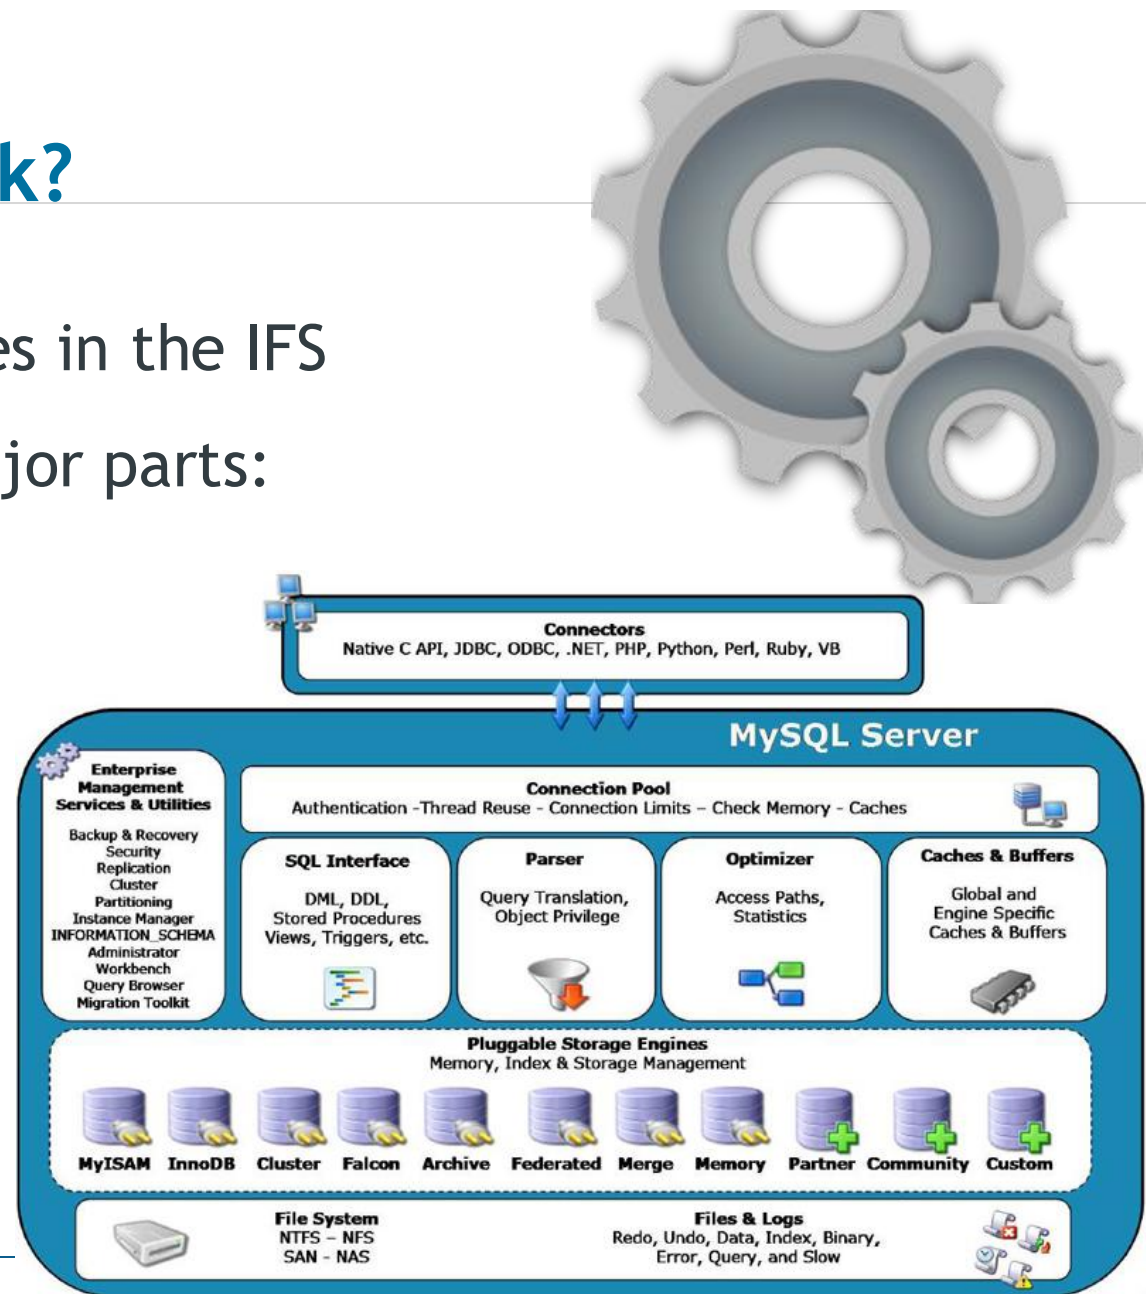 k?
es in the IFS
jor parts:
Connectors
Native C API, JDBC, ODBC, .NET, PHP, Python, Perl, Ruby, VB
MySQL Server
Enterprise
Management
Services & Utilities
Backup & Recovery
Security
Replication
Cluster
Partitioning
Instance Manager
INFORMATION_SCHEMA
Administrator
Workbench
Query Browser
Migration Toolkit
Connection Pool
Authentication -Thread Reuse - Connection Limits – Check Memory - Caches
SQL Interface
DML, DDL,
Stored Procedures
Views, Triggers, etc.
Parser
Query Translation,
Object Privilege
Optimizer
Access Paths,
Statistics
Caches & Buffers
Global and
Engine Specific
Caches & Buffers
Pluggable Storage Engines
Memory, Index & Storage Management
MyISAM InnoDB Cluster Falcon Archive Federated Merge Memory Partner Community Custom
File System
NTFS – NFS
SAN - NAS
Files & Logs
Redo, Undo, Data, Index, Binary,
Error, Query, and Slow